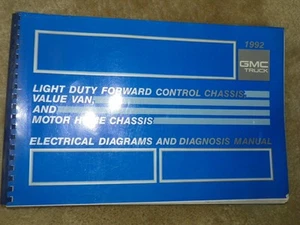 1992
GMC
TRUCK
LIGHT DUTY FORWARD CONTROL CHASSIS,
VALUE VAN,
AND
MOTOR HOME CHASSIS
ELECTRICAL DIAGRAMS AND DIAGNOSIS MANUAL